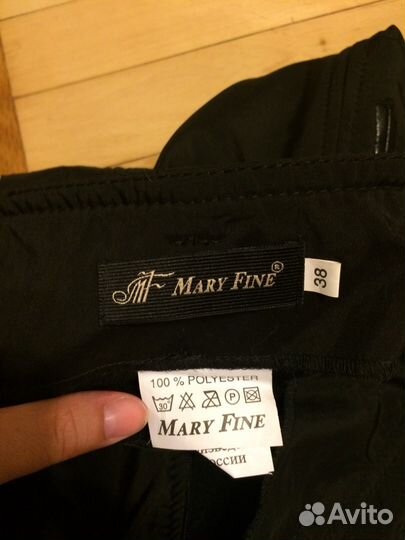 MF MARY FINE®
38
100 % POLYESTER
30°
P
MARY FINE
ОССИИ
Avito